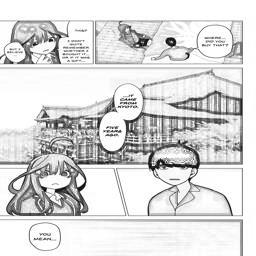 WHERE...
DID YOU
BUY THAT?
THIS?
I DON'T
QUITE
REMEMBER
WHETHER I
BOUGHT IT
OR IF IT WAS
A GIFT...
BUT I
BELIEVE
...IT
CAME
FROM
KYOTO.
FIVE
YEARS
AGO.
YOU
MEAN...